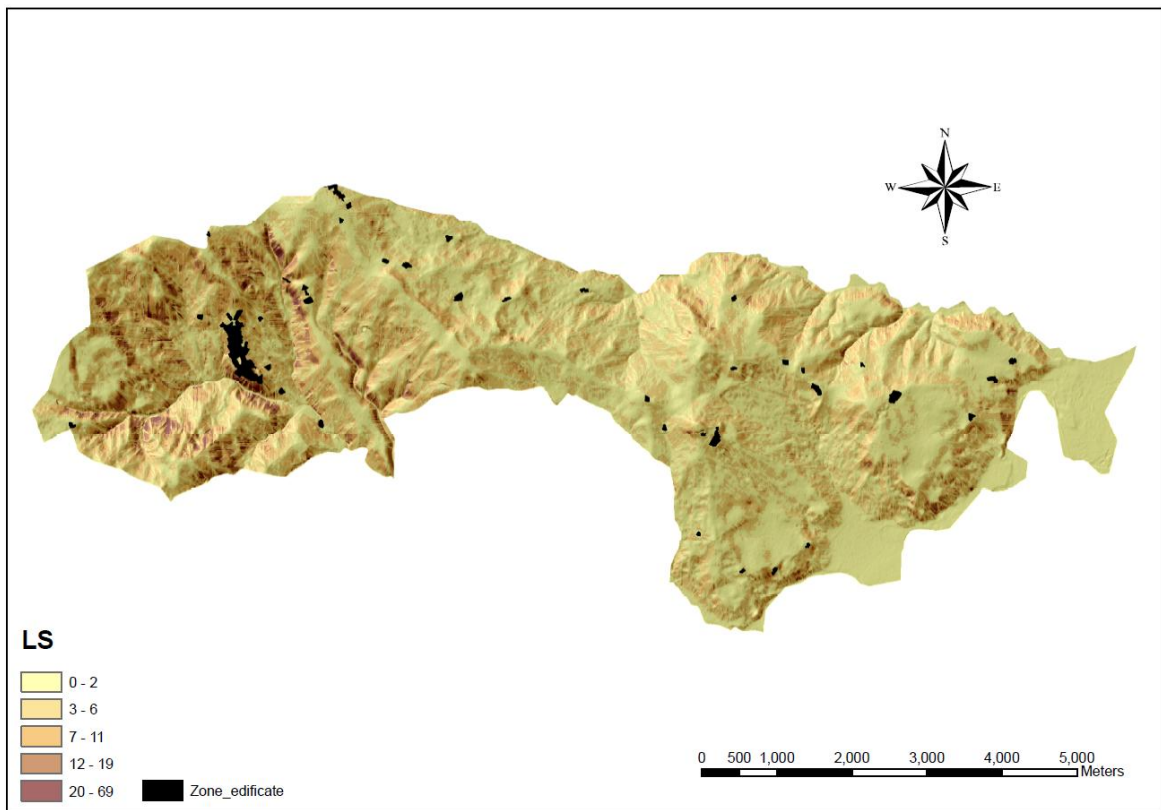 N
W E
S
LS
0 - 2
3 - 6
7 - 11
12 - 19
20 - 69
Zone_edificate
0 500 1,000 2,000 3,000 4,000 5,000
Meters